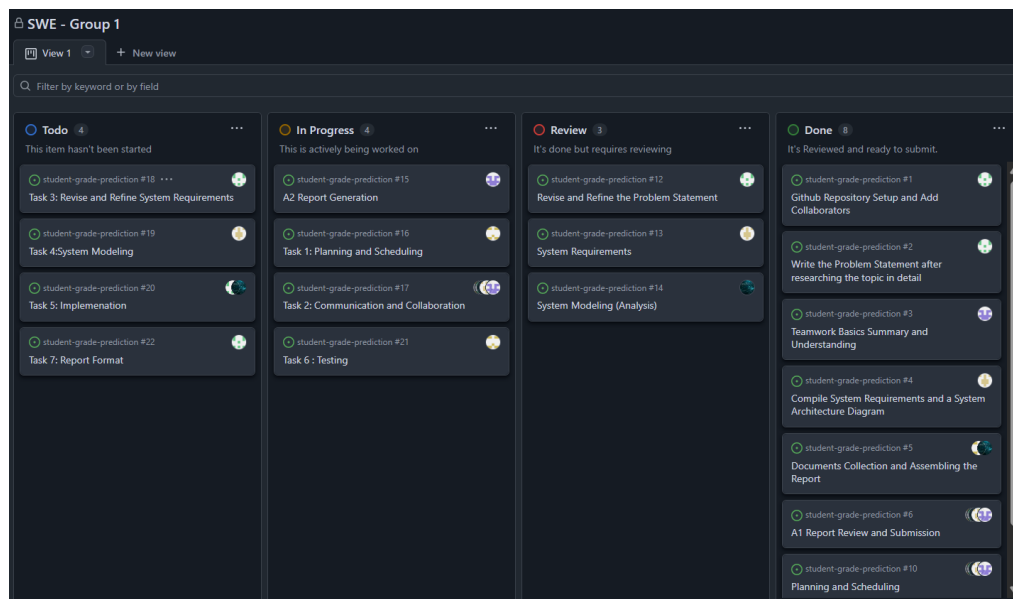 SWE - Group 1
View 1
New view
Filter by keyword or by field
Todo 4 ...
This item hasn't been started
student-grade-prediction #18 ...
Task 3: Revise and Refine System Requirements
student-grade-prediction #19
Task 4:System Modeling
student-grade-prediction #20
Task 5: Implemenation
student-grade-prediction #22
Task 7: Report Format
In Progress 4 ...
This is actively being worked on
student-grade-prediction #15
A2 Report Generation
student-grade-prediction #16
Task 1: Planning and Scheduling
student-grade-prediction #17
Task 2: Communication and Collaboration
student-grade-prediction #21
Task 6 : Testing
Review 3 ...
It's done but requires reviewing
student-grade-prediction #12
Revise and Refine the Problem Statement
student-grade-prediction #13
System Requirements
student-grade-prediction #14
System Modeling (Analysis)
Done 8 ...
It's Reviewed and ready to submit.
student-grade-prediction #1
Github Repository Setup and Add
Collaborators
student-grade-prediction #2
Write the Problem Statement after
researching the topic in detail
student-grade-prediction #3
Teamwork Basics Summary and
Understanding
student-grade-prediction #4
Compile System Requirements and a System
Architecture Diagram
student-grade-prediction #5
Documents Collection and Assembling the
Report
student-grade-prediction #6
A1 Report Review and Submission
student-grade-prediction #10
Planning and Scheduling